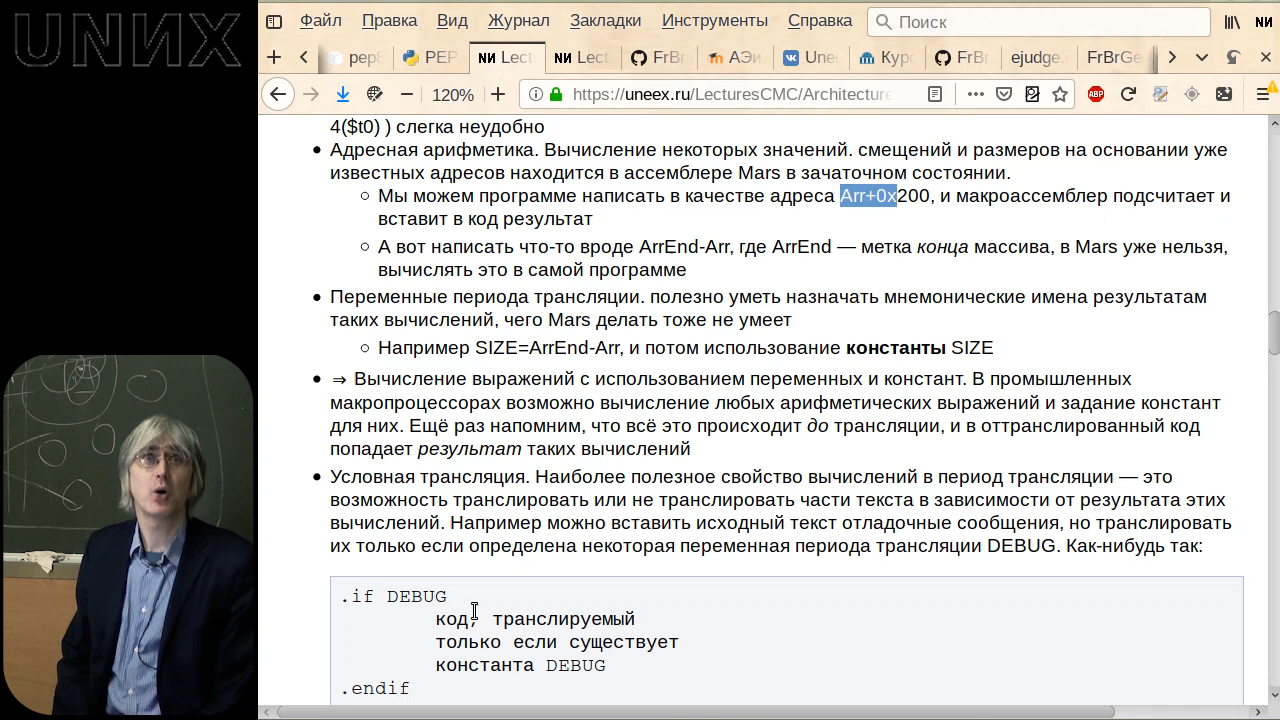 UNИX
Файл Правка Вид Журнал Закладки Инструменты Справка Поиск
pep8 PEP Lect Lect FrBr АЭи Une Курс FrBr ejudge. FrBrGe
120% https://uneex.ru/LecturesCMC/Architecture
4($t0) ) слегка неудобно
Адресная арифметика. Вычисление некоторых значений. смещений и размеров на основании уже
известных адресов находится в ассемблере Mars в зачаточном состоянии.
Мы можем программе написать в качестве адреса Arr+0x200, и макроассемблер подсчитает и
вставит в код результат
А вот написать что-то вроде ArrEnd-Arr, где ArrEnd — метка конца массива, в Mars уже нельзя,
вычислять это в самой программе
Переменные периода трансляции. полезно уметь назначать мнемонические имена результатам
таких вычислений, чего Mars делать тоже не умеет
Например SIZE=ArrEnd-Arr, и потом использование константы SIZE
⇒ Вычисление выражений с использованием переменных и констант. В промышленных
макропроцессорах возможно вычисление любых арифметических выражений и задание констант
для них. Ещё раз напомним, что всё это происходит до трансляции, и в оттранслированный код
попадает результат таких вычислений
Условная трансляция. Наиболее полезное свойство вычислений в период трансляции — это
возможность транслировать или не транслировать части текста в зависимости от результата этих
вычислений. Например можно вставить исходный текст отладочные сообщения, но транслировать
их только если определена некоторая переменная периода трансляции DEBUG. Как-нибудь так:
.if DEBUG
код, транслируемый
только если существует
константа DEBUG
.endif